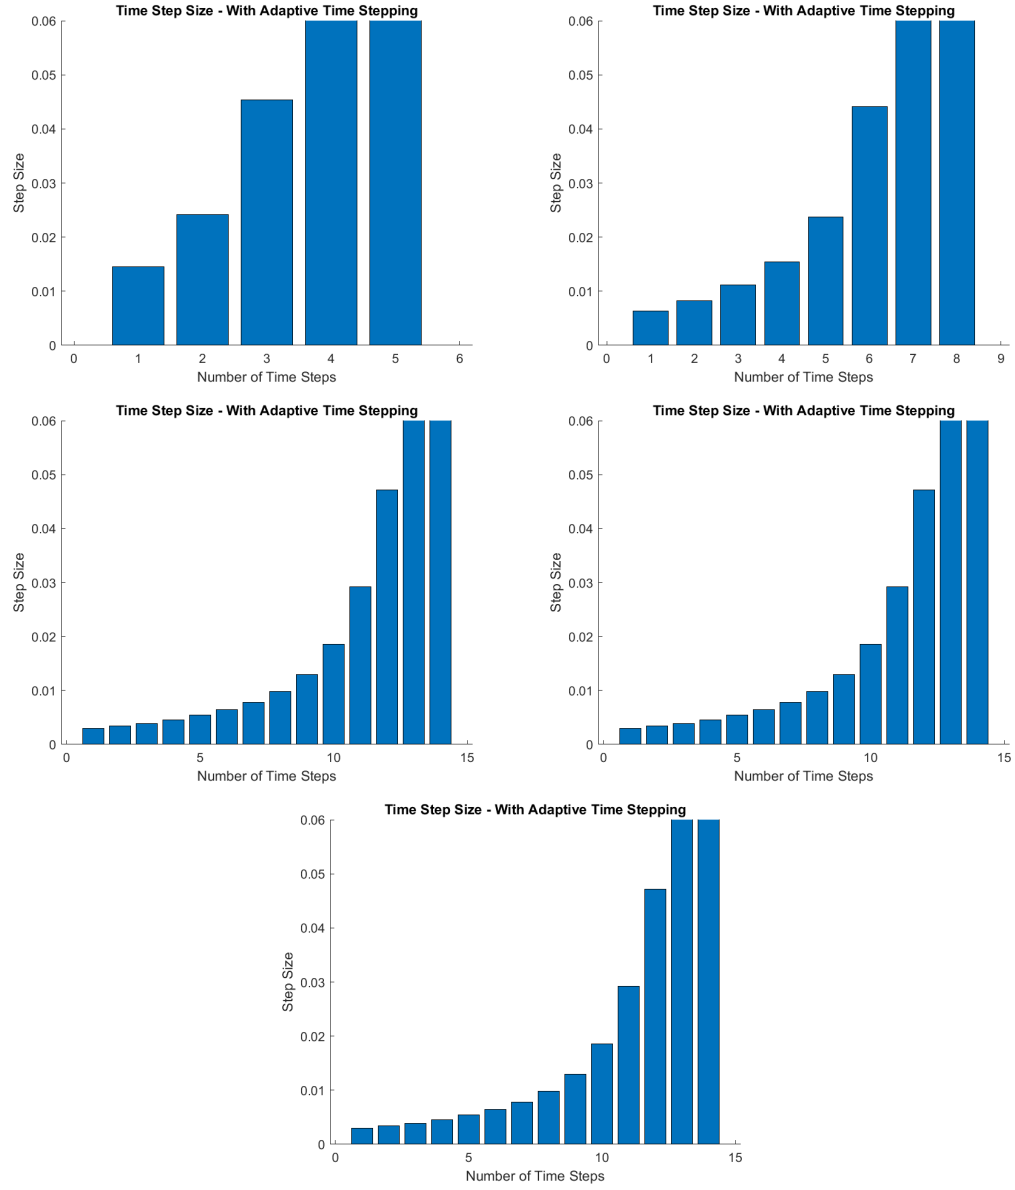 Time Step Size - With Adaptive Time Stepping
0.06
0.05
0.04
0.03
0.02
0.01
0
Step Size
0 1 2 3 4 5 6
Number of Time Steps
Time Step Size - With Adaptive Time Stepping
0.06
0.05
0.04
0.03
0.02
0.01
0
Step Size
0 1 2 3 4 5 6 7 8 9
Number of Time Steps
Time Step Size - With Adaptive Time Stepping
0.06
0.05
0.04
0.03
0.02
0.01
0
Step Size
0 5 10 15
Number of Time Steps
Time Step Size - With Adaptive Time Stepping
0.06
0.05
0.04
0.03
0.02
0.01
0
Step Size
0 5 10 15
Number of Time Steps
Time Step Size - With Adaptive Time Stepping
0.06
0.05
0.04
0.03
0.02
0.01
0
Step Size
0 5 10 15
Number of Time Steps